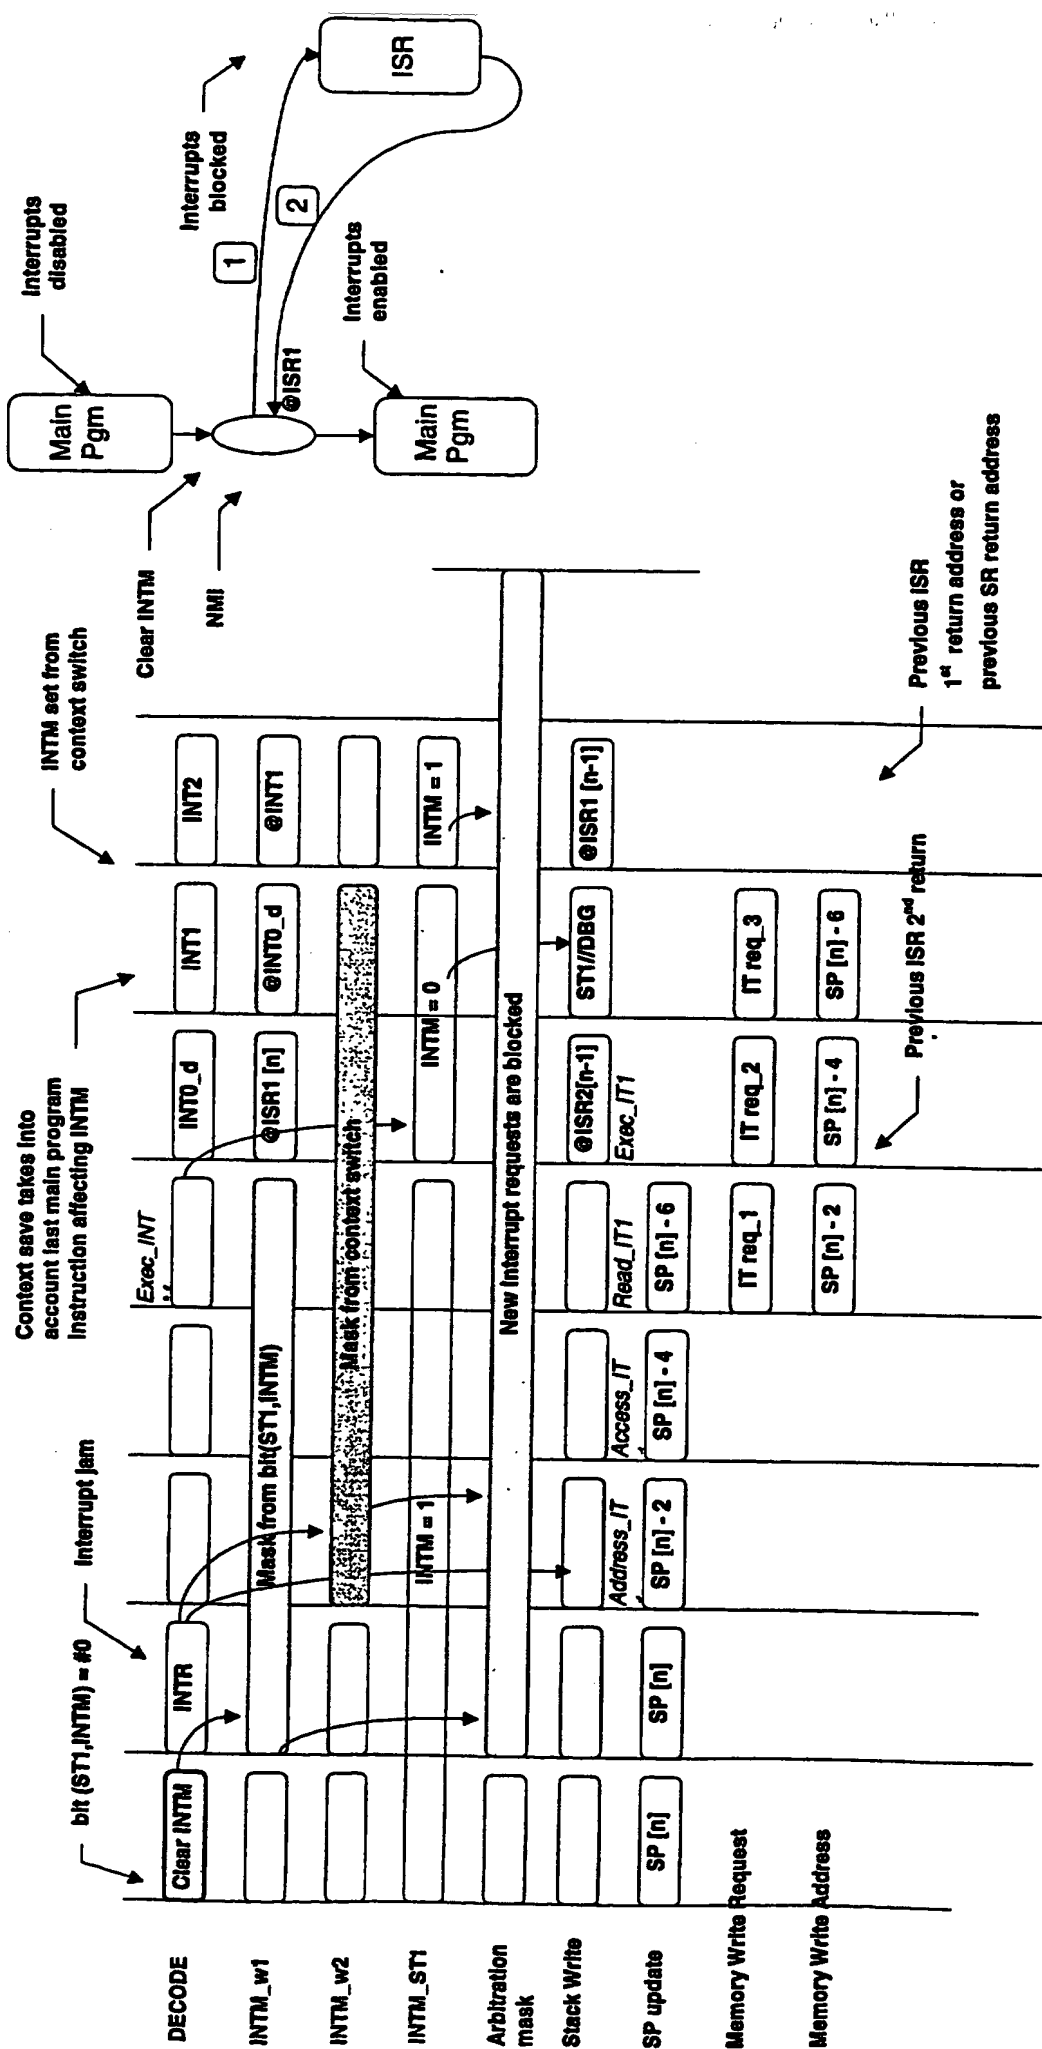 Context save takes into
account last main program
Instruction affecting INTM
INTM set from
context switch
bit (ST1,INTM) = #0
Interrupt jam
Exec_INT
DECODE
Clear INTM
INTR
INT0_d
INT1
INT2
INTM_w1
Mask from bit(ST1,INTM)
@ISR1 [n]
@INT0_d
@INT1
INTM_w2
Mask from context switch
INTM_ST1
INTM = 1
INTM = 0
INTM = 1
Arbitration
mask
New Interrupt requests are blocked
Stack Write
@ISR2[n-1]
ST1//DBG
@ISR1 [n-1]
Address_IT
Access_IT
Read_IT1
Exec_IT1
SP update
SP [n]
SP [n]
SP [n] - 2
SP [n] - 4
SP [n] - 6
Memory Write Request
IT req_1
IT req_2
IT req_3
Memory Write Address
SP [n] - 2
SP [n] - 4
SP [n] - 6
Previous ISR 2nd return
Previous ISR
1st return address or
previous SR return address
Interrupts
disabled
Main
Pgm
Clear INTM
NMI
1
2
Interrupts
blocked
ISR
@ISR1
Interrupts
enabled
Main
Pgm